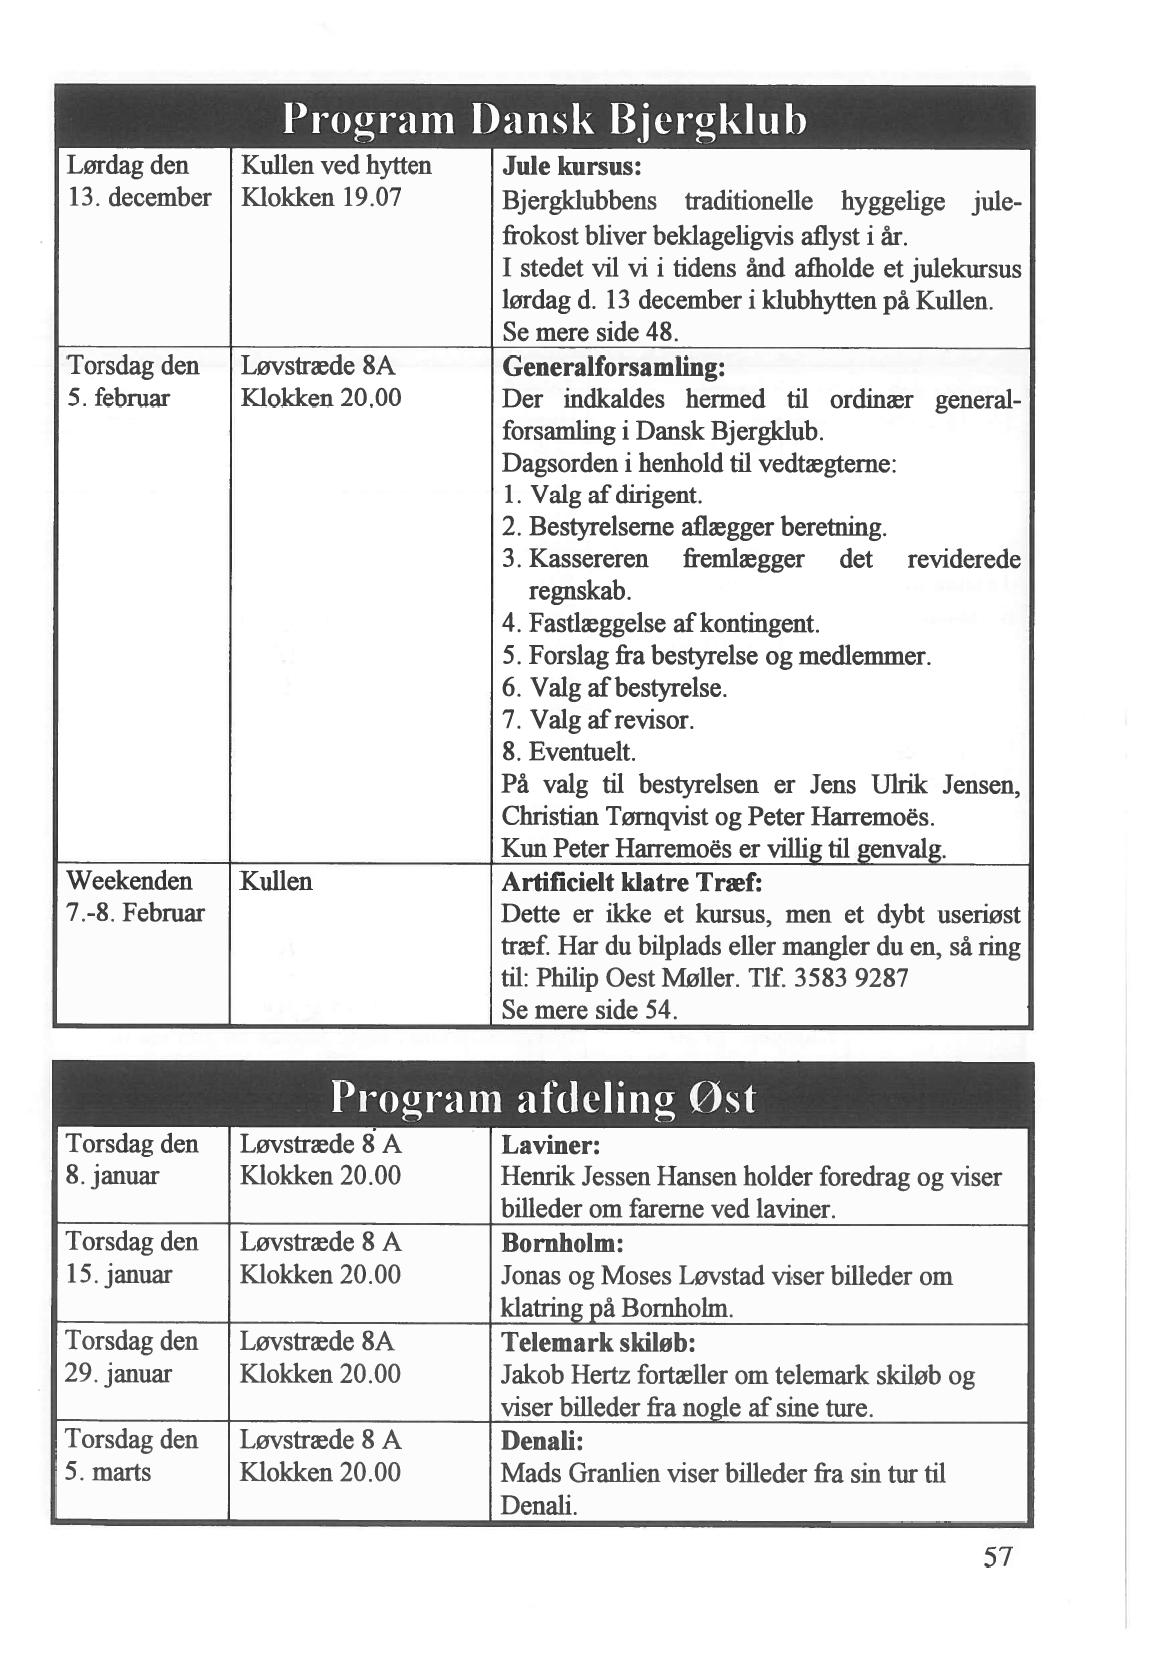 Program Dansk Bjergklub
Lørdag den
13. december
Kullen ved hytten
Klokken 19.07
Jule kursus:
Bjergklubbens traditionelle hyggelige jule-
frokost bliver beklageligvis aflyst i år.
I stedet vil vi i tidens ånd afholde et julekursus
lørdag d. 13 december i klubhytten på Kullen.
Se mere side 48.
Torsdag den
5. februar
Løvstræde 8A
Klokken 20.00
Generalforsamling:
Der indkaldes hermed til ordinær general-
forsamling i Dansk Bjergklub.
Dagsorden i henhold til vedtægterne:
1. Valg af dirigent.
2. Bestyrelserne aflægger beretning.
3. Kassereren fremlægger det reviderede
regnskab.
4. Fastlæggelse af kontingent.
5. Forslag fra bestyrelse og medlemmer.
6. Valg af bestyrelse.
7. Valg af revisor.
8. Eventuelt.
På valg til bestyrelsen er Jens Ulrik Jensen,
Christian Tørnqvist og Peter Harremoës.
Kun Peter Harremoës er villig til genvalg.
Weekenden
7.-8. Februar
Kullen
Artificielt klatre Træf:
Dette er ikke et kursus, men et dybt useriøst
træf. Har du bilplads eller mangler du en, så ring
til: Philip Oest Møller. Tlf. 3583 9287
Se mere side 54.
Program afdeling Øst
Torsdag den
8. januar
Løvstræde 8 A
Klokken 20.00
Laviner:
Henrik Jessen Hansen holder foredrag og viser
billeder om farerne ved laviner.
Torsdag den
15. januar
Løvstræde 8 A
Klokken 20.00
Bornholm:
Jonas og Moses Løvstad viser billeder om
klatring på Bornholm.
Torsdag den
29. januar
Løvstræde 8A
Klokken 20.00
Telemark skiløb:
Jakob Hertz fortæller om telemark skiløb og
viser billeder fra nogle af sine ture.
Torsdag den
5. marts
Løvstræde 8 A
Klokken 20.00
Denali:
Mads Granlien viser billeder fra sin tur til
Denali.
57